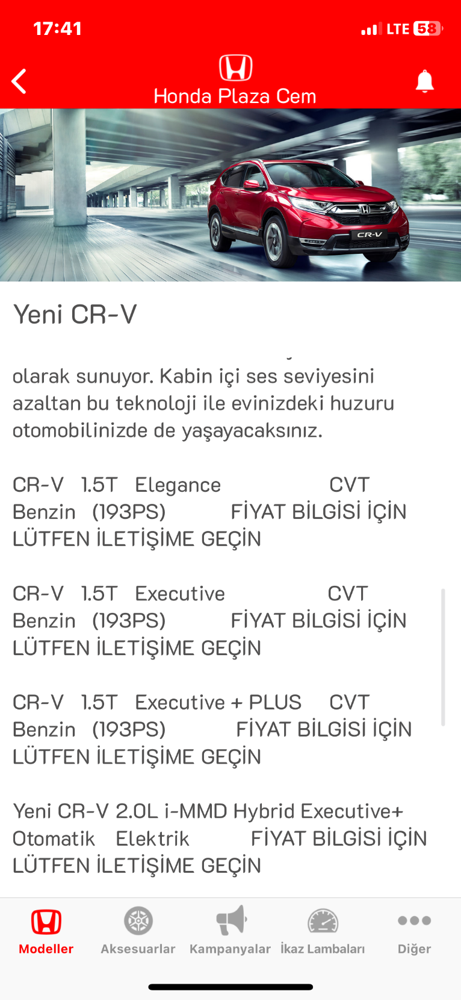 17:41
LTE 58
Honda Plaza Cem
CR-V
Yeni CR-V
olarak sunuyor. Kabin içi ses seviyesini
azaltan bu teknoloji ile evinizdeki huzuru
otomobilinizde de yaşayacaksınız.
CR-V 1.5T Elegance CVT
Benzin (193PS) FİYAT BİLGİSİ İÇİN
LÜTFEN İLETİŞİME GEÇİN
CR-V 1.5T Executive CVT
Benzin (193PS) FİYAT BİLGİSİ İÇİN
LÜTFEN İLETİŞİME GEÇİN
CR-V 1.5T Executive + PLUS CVT
Benzin (193PS) FİYAT BİLGİSİ İÇİN
LÜTFEN İLETİŞİME GEÇİN
Yeni CR-V 2.0L i-MMD Hybrid Executive+
Otomatik Elektrik FİYAT BİLGİSİ İÇİN
LÜTFEN İLETİŞİME GEÇİN
Modeller Aksesuarlar Kampanyalar İkaz Lambaları Diğer